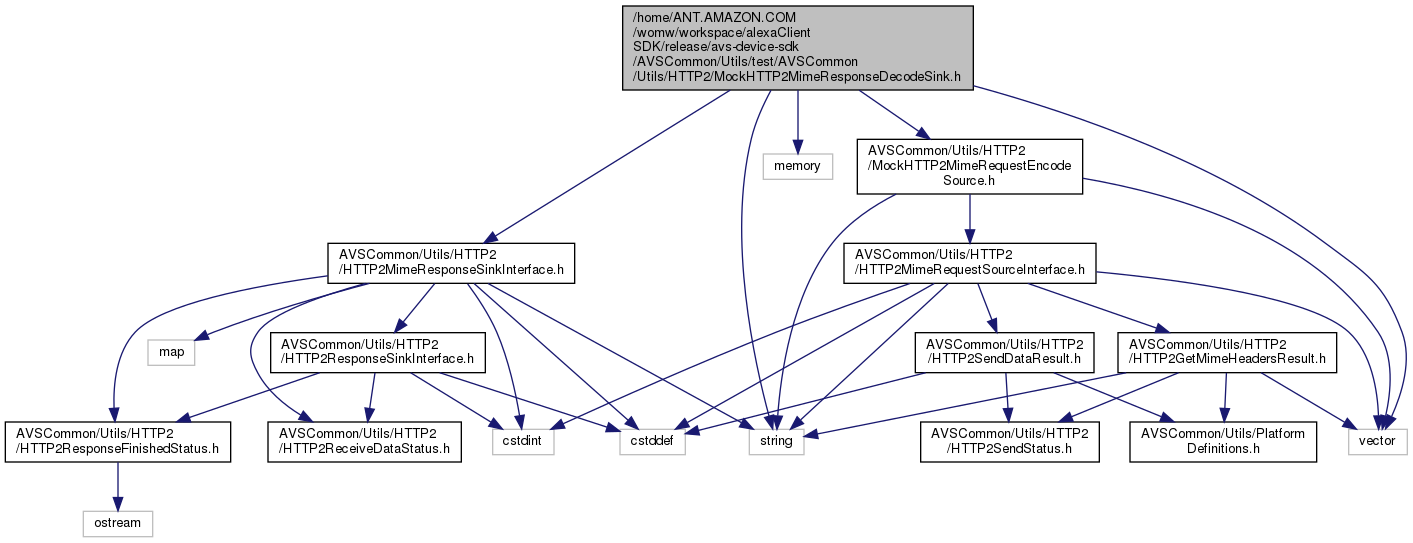 /home/ANT.AMAZON.COM
/womw/workspace/alexaClient
SDK/release/avs-device-sdk
/AVSCommon/Utils/test/AVSCommon
/Utils/HTTP2/MockHTTP2MimeResponseDecodeSink.h
memory
AVSCommon/Utils/HTTP2
/MockHTTP2MimeRequestEncode
Source.h
AVSCommon/Utils/HTTP2
/HTTP2MimeResponseSinkInterface.h
AVSCommon/Utils/HTTP2
/HTTP2MimeRequestSourceInterface.h
map
AVSCommon/Utils/HTTP2
/HTTP2ResponseSinkInterface.h
AVSCommon/Utils/HTTP2
/HTTP2SendDataResult.h
AVSCommon/Utils/HTTP2
/HTTP2GetMimeHeadersResult.h
AVSCommon/Utils/HTTP2
/HTTP2ResponseFinishedStatus.h
AVSCommon/Utils/HTTP2
/HTTP2ReceiveDataStatus.h
cstdint
cstddef
string
AVSCommon/Utils/HTTP2
/HTTP2SendStatus.h
AVSCommon/Utils/Platform
Definitions.h
vector
ostream